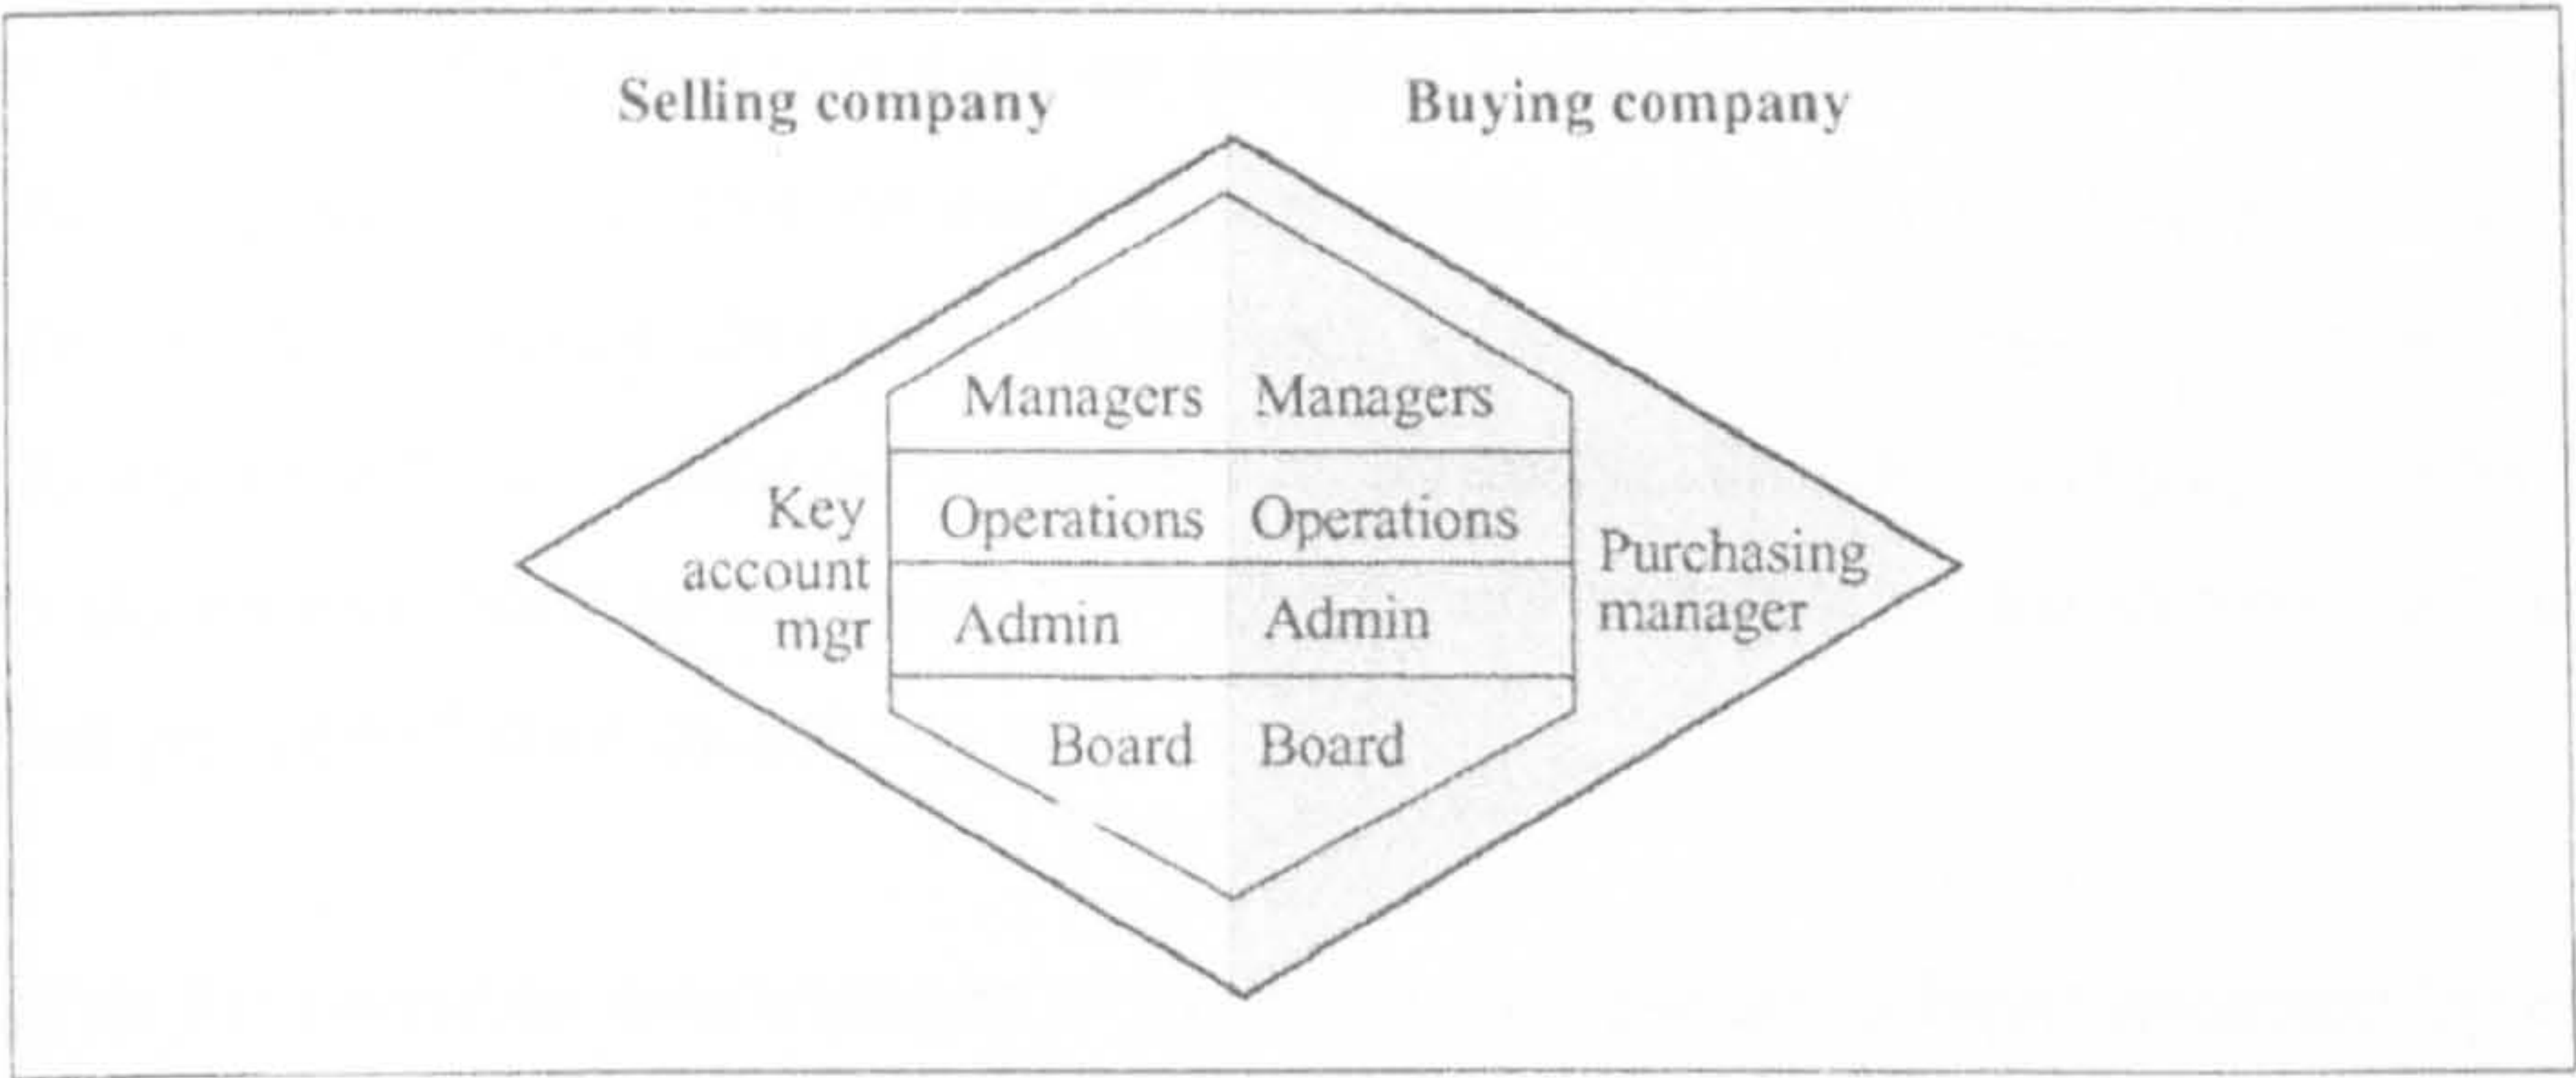 Selling company Buying company
Managers Managers
Key
account
mgr
Operations Operations
Admin Admin
Purchasing
manager
Board Board